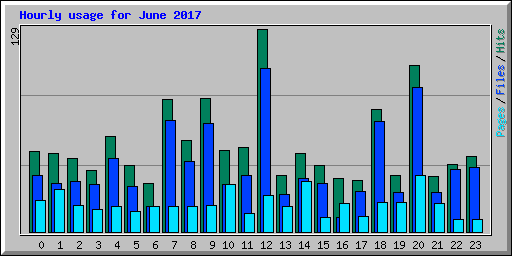 Hourly usage for June 2017
129
Pages/Files/Hits
0 1 2 3 4 5 6 7 8 9 10 11 12 13 14 15 16 17 18 19 20 21 22 23